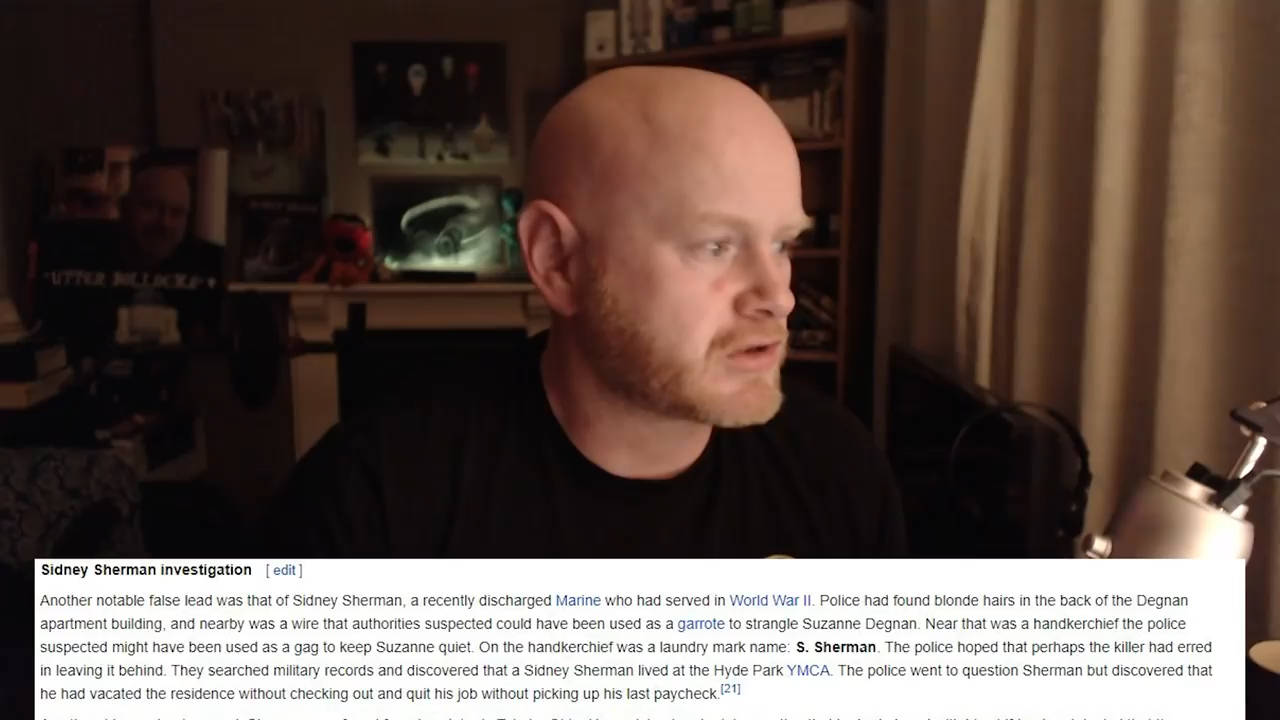 "UTTER BOLLOCKS"
Sidney Sherman investigation [ edit ]
Another notable false lead was that of Sidney Sherman, a recently discharged Marine who had served in World War II. Police had found blonde hairs in the back of the Degnan
apartment building, and nearby was a wire that authorities suspected could have been used as a garrote to strangle Suzanne Degnan. Near that was a handkerchief the police
suspected might have been used as a gag to keep Suzanne quiet. On the handkerchief was a laundry mark name: S. Sherman. The police hoped that perhaps the killer had erred
in leaving it behind. They searched military records and discovered that a Sidney Sherman lived at the Hyde Park YMCA. The police went to question Sherman but discovered that
he had vacated the residence without checking out and quit his job without picking up his last paycheck.[21]